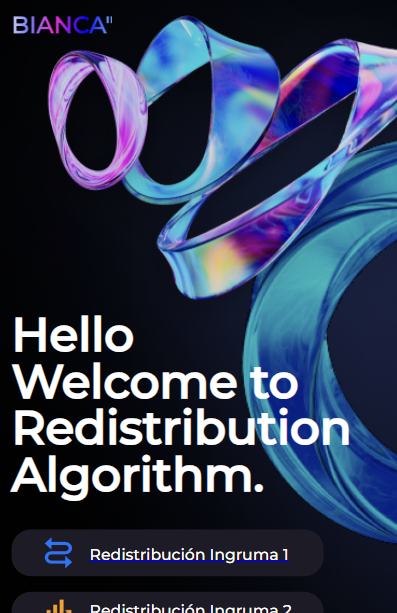 BIANCA"
Hello
Welcome to
Redistribution
Algorithm.
Redistribución Ingruma 1
Redistribución Ingruma 2